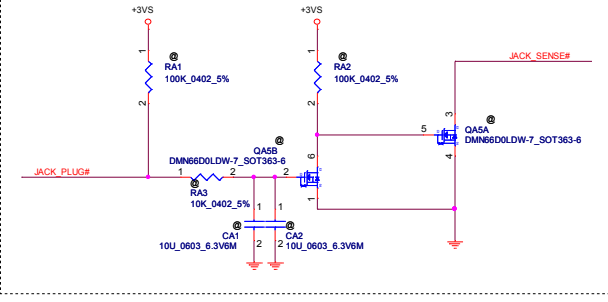 +3VS
+3VS
1
@
RA1
100K_0402_5%
2
1
@
RA2
100K_0402_5%
2
JACK_SENSE#
3
@
QA5A
DMN66D0LDW-7_SOT363-6
5
4
@
QA5B
DMN66D0LDW-7_SOT363-6
6
JACK_PLUG#
1
2
2
@
RA3
10K_0402_5%
1
1
1
@
@
CA1
CA2
2
2
10U_0603_6.3V6M
10U_0603_6.3V6M